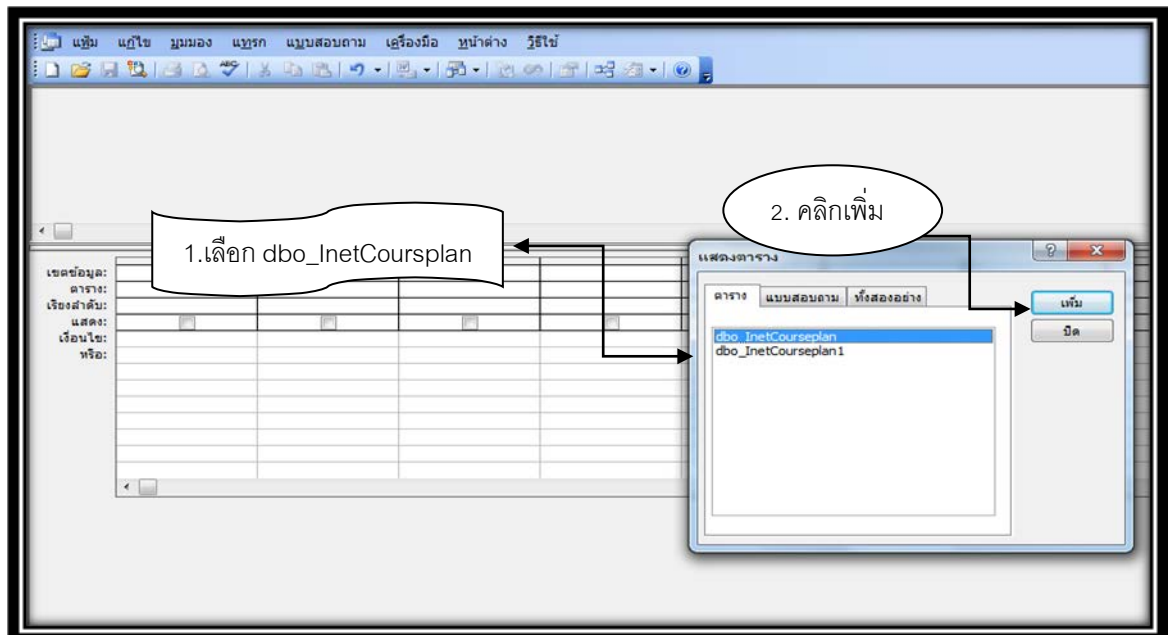 แฟ้ม แก้ไข มุมมอง แทรก แบบสอบถาม เครื่องมือ หน้าต่าง วิธีใช้
2. คลิกเพิ่ม
1.เลือก dbo_InetCoursplan
แสดงตาราง
ตาราง แบบสอบถาม ทั้งสองอย่าง
เพิ่ม
ปิด
dbo_InetCourseplan
dbo_InetCourseplan1
เขตข้อมูล:
ตาราง:
เรียงลำดับ:
แสดง:
เงื่อนไข:
หรือ: